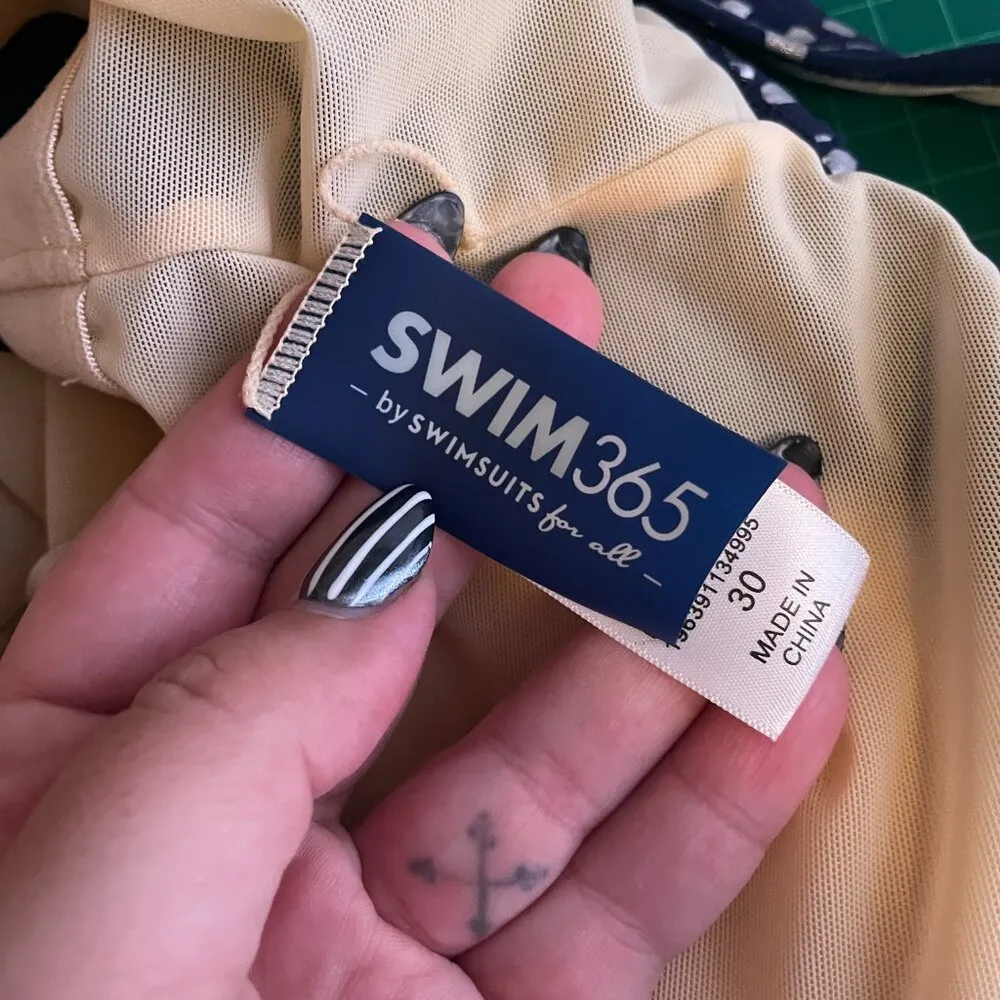 SWIM365
– by SWIMSUITS for all –
30
MADE IN
CHINA